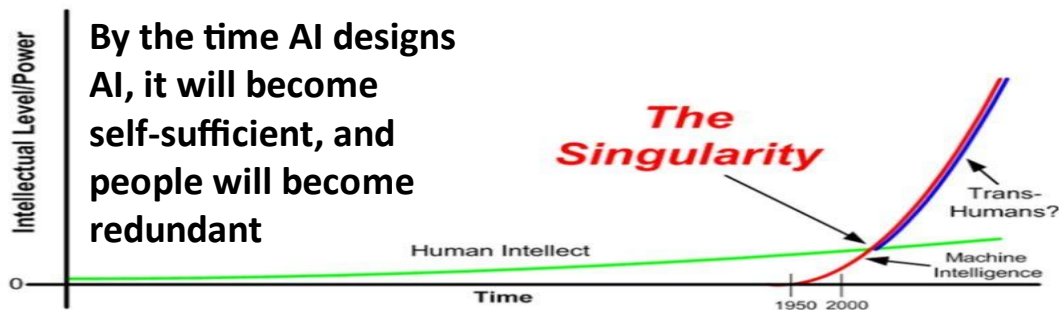 Intellectual Level/Power
By the time AI designs
AI, it will become
self-sufficient, and
people will become
redundant
The
Singularity
Trans-
Humans?
Human Intellect
Machine
Intelligence
0
Time
1950 2000